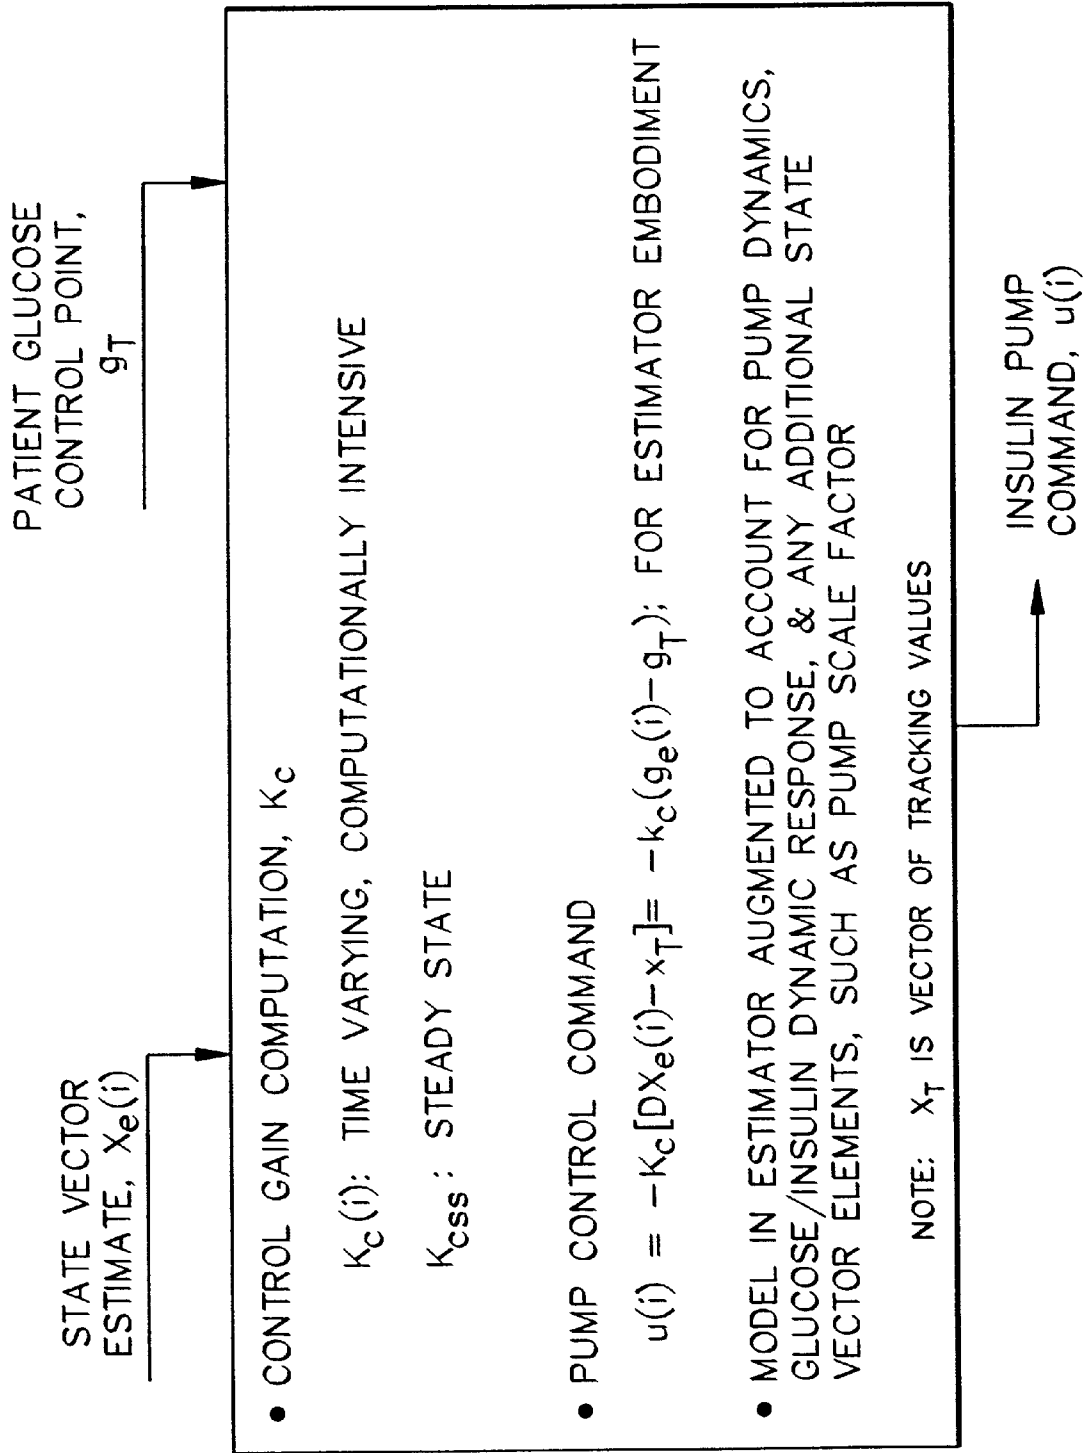 STATE VECTOR
ESTIMATE, Xe(i)
PATIENT GLUCOSE
CONTROL POINT,
gT
• CONTROL GAIN COMPUTATION, Kc
Kc(i): TIME VARYING, COMPUTATIONALLY INTENSIVE
Kcss: STEADY STATE
• PUMP CONTROL COMMAND
u(i) = -Kc[DXe(i)-xT]= -kc(ge(i)-gT); FOR ESTIMATOR EMBODIMENT
• MODEL IN ESTIMATOR AUGMENTED TO ACCOUNT FOR PUMP DYNAMICS,
GLUCOSE/INSULIN DYNAMIC RESPONSE, & ANY ADDITIONAL STATE
VECTOR ELEMENTS, SUCH AS PUMP SCALE FACTOR
NOTE: XT IS VECTOR OF TRACKING VALUES
INSULIN PUMP
COMMAND, u(i)